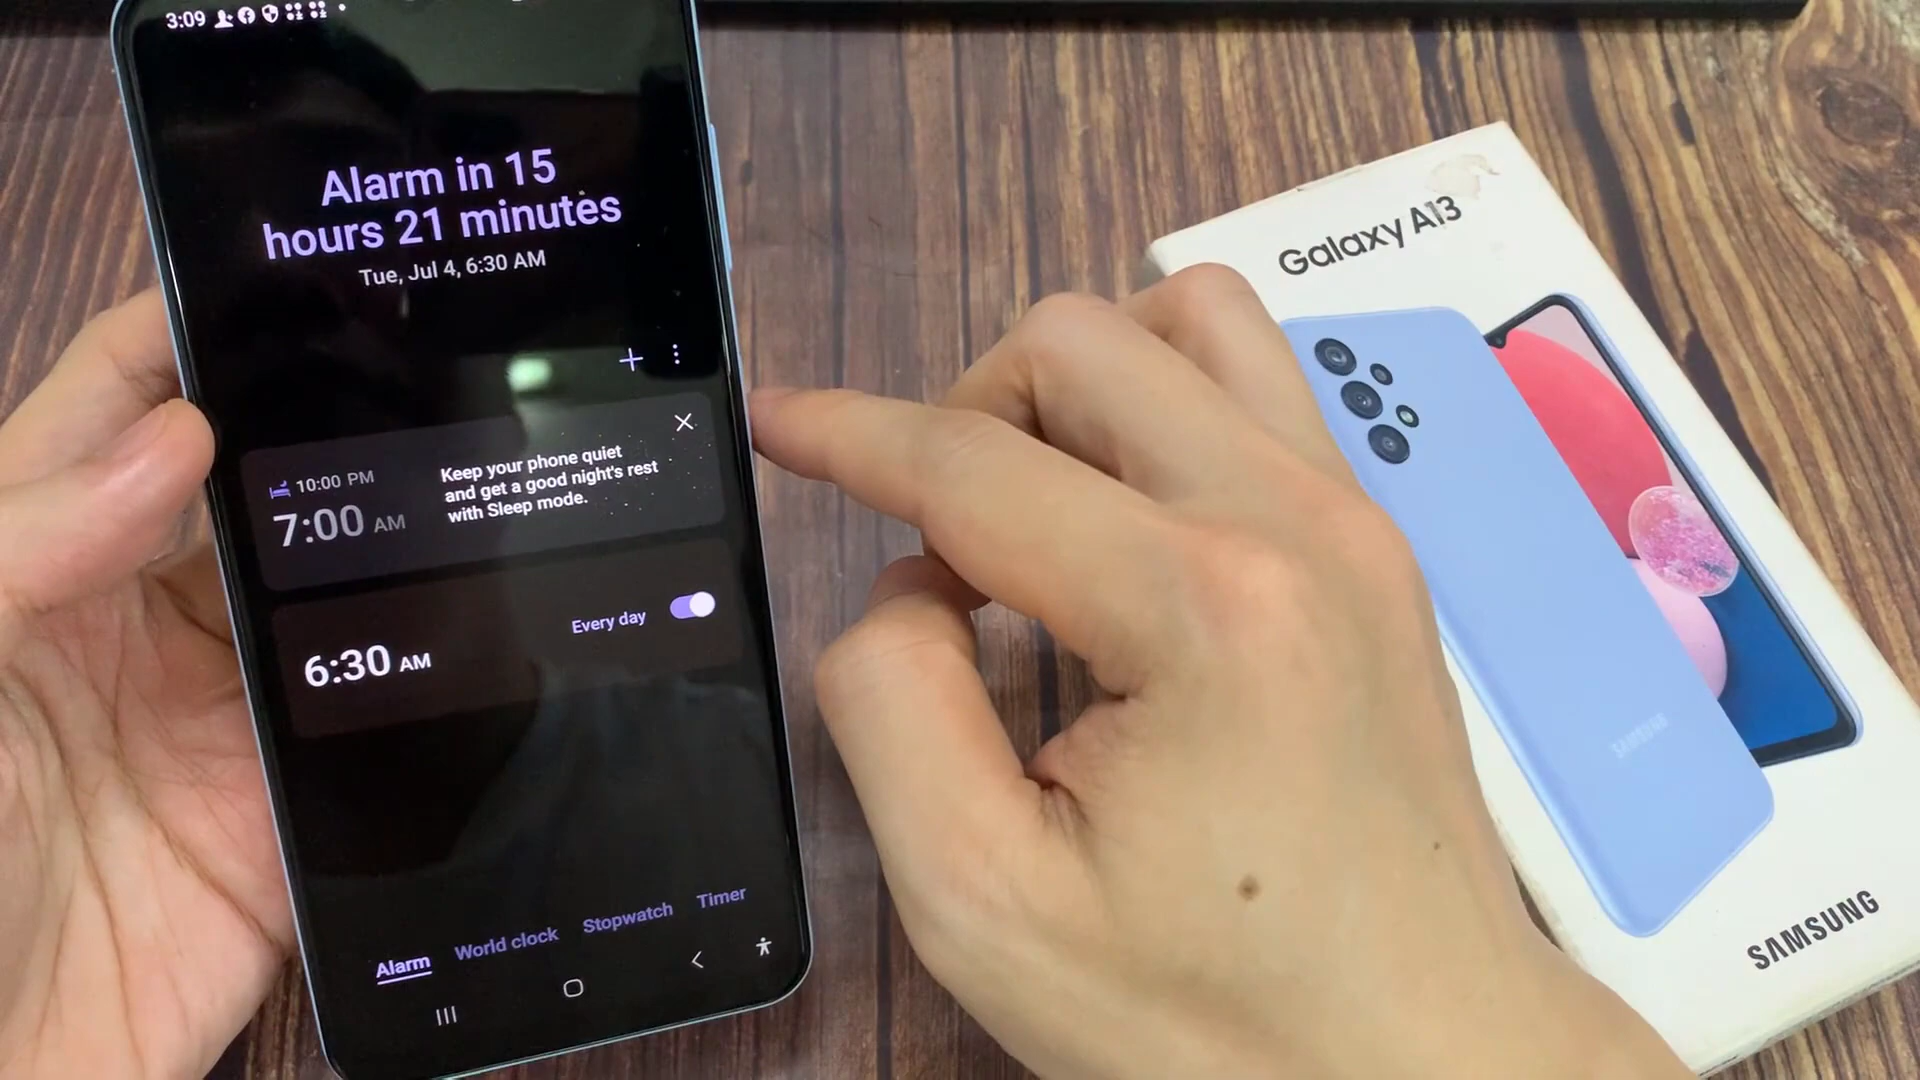 3:09
Alarm in 15
hours 21 minutes
Tue, Jul 4, 6:30 AM
10:00 PM
7:00 AM
Keep your phone quiet
and get a good night's rest
with Sleep mode.
Every day
6:30 AM
Alarm
World clock
Stopwatch
Timer
Galaxy A13
SAMSUNG
SAMSUNG